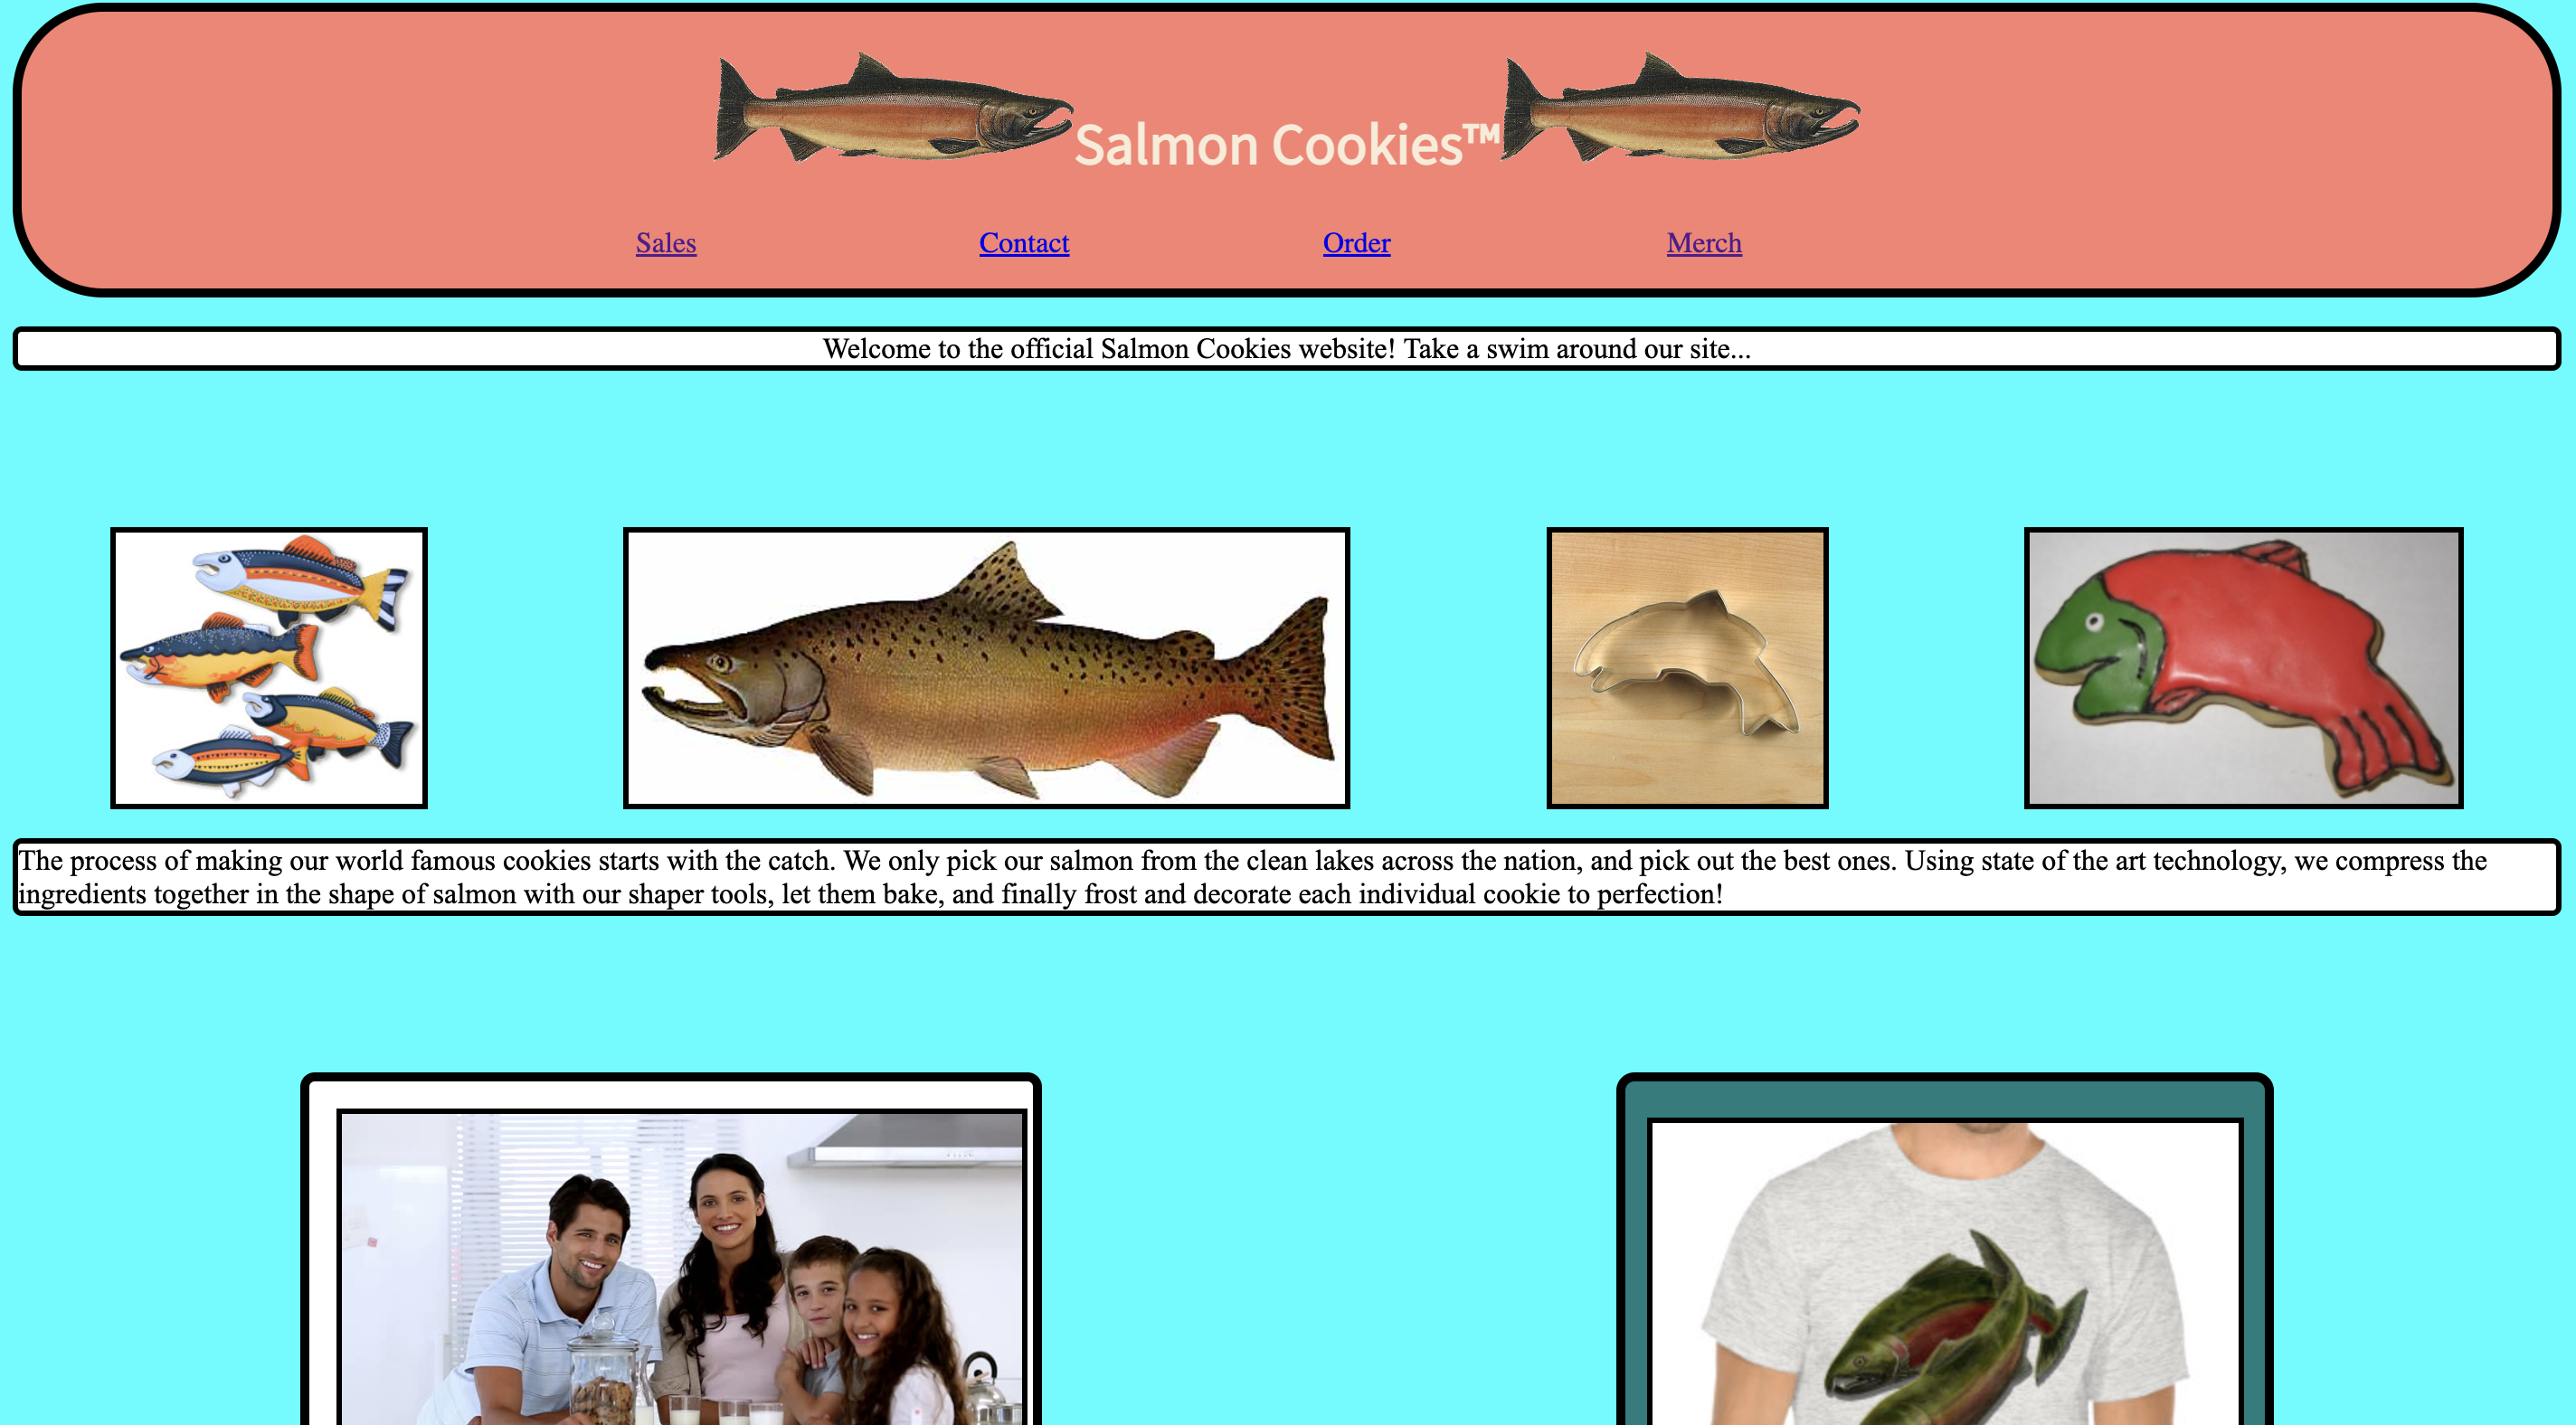 Salmon Cookies™
Sales Contact Order Merch
Welcome to the official Salmon Cookies website! Take a swim around our site...
The process of making our world famous cookies starts with the catch. We only pick our salmon from the clean lakes across the nation, and pick out the best ones. Using state of the art technology, we compress the
ingredients together in the shape of salmon with our shaper tools, let them bake, and finally frost and decorate each individual cookie to perfection!